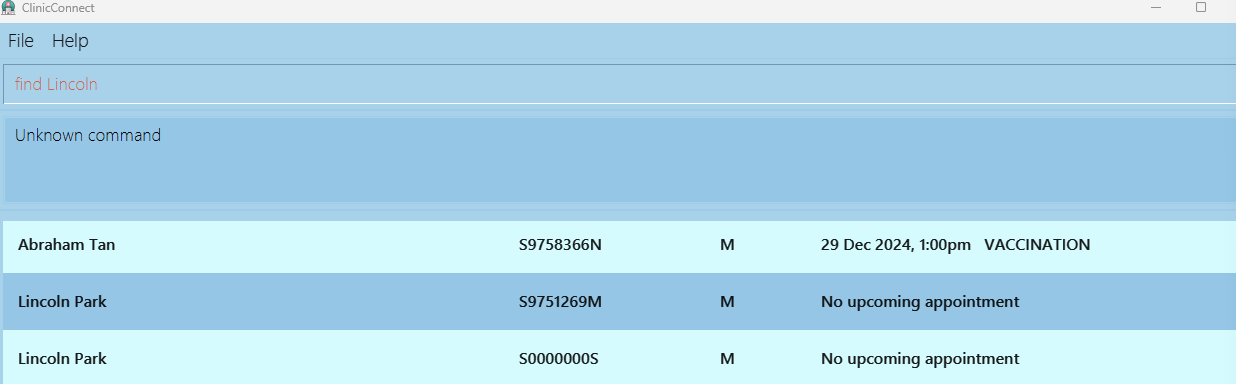 ClinicConnect
File Help
find Lincoln
Unknown command
Abraham Tan S9758366N M 29 Dec 2024, 1:00pm VACCINATION
Lincoln Park S9751269M M No upcoming appointment
Lincoln Park S0000000S M No upcoming appointment